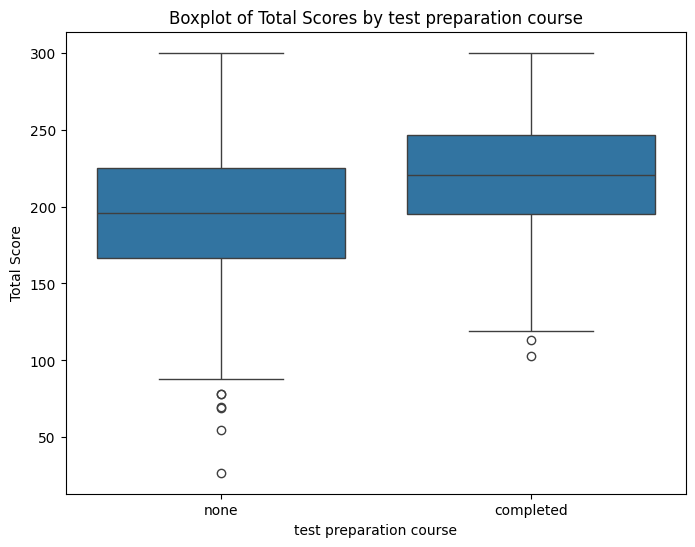 Boxplot of Total Scores by test preparation course
300
250
200
150
100
50
Total Score
none
completed
test preparation course